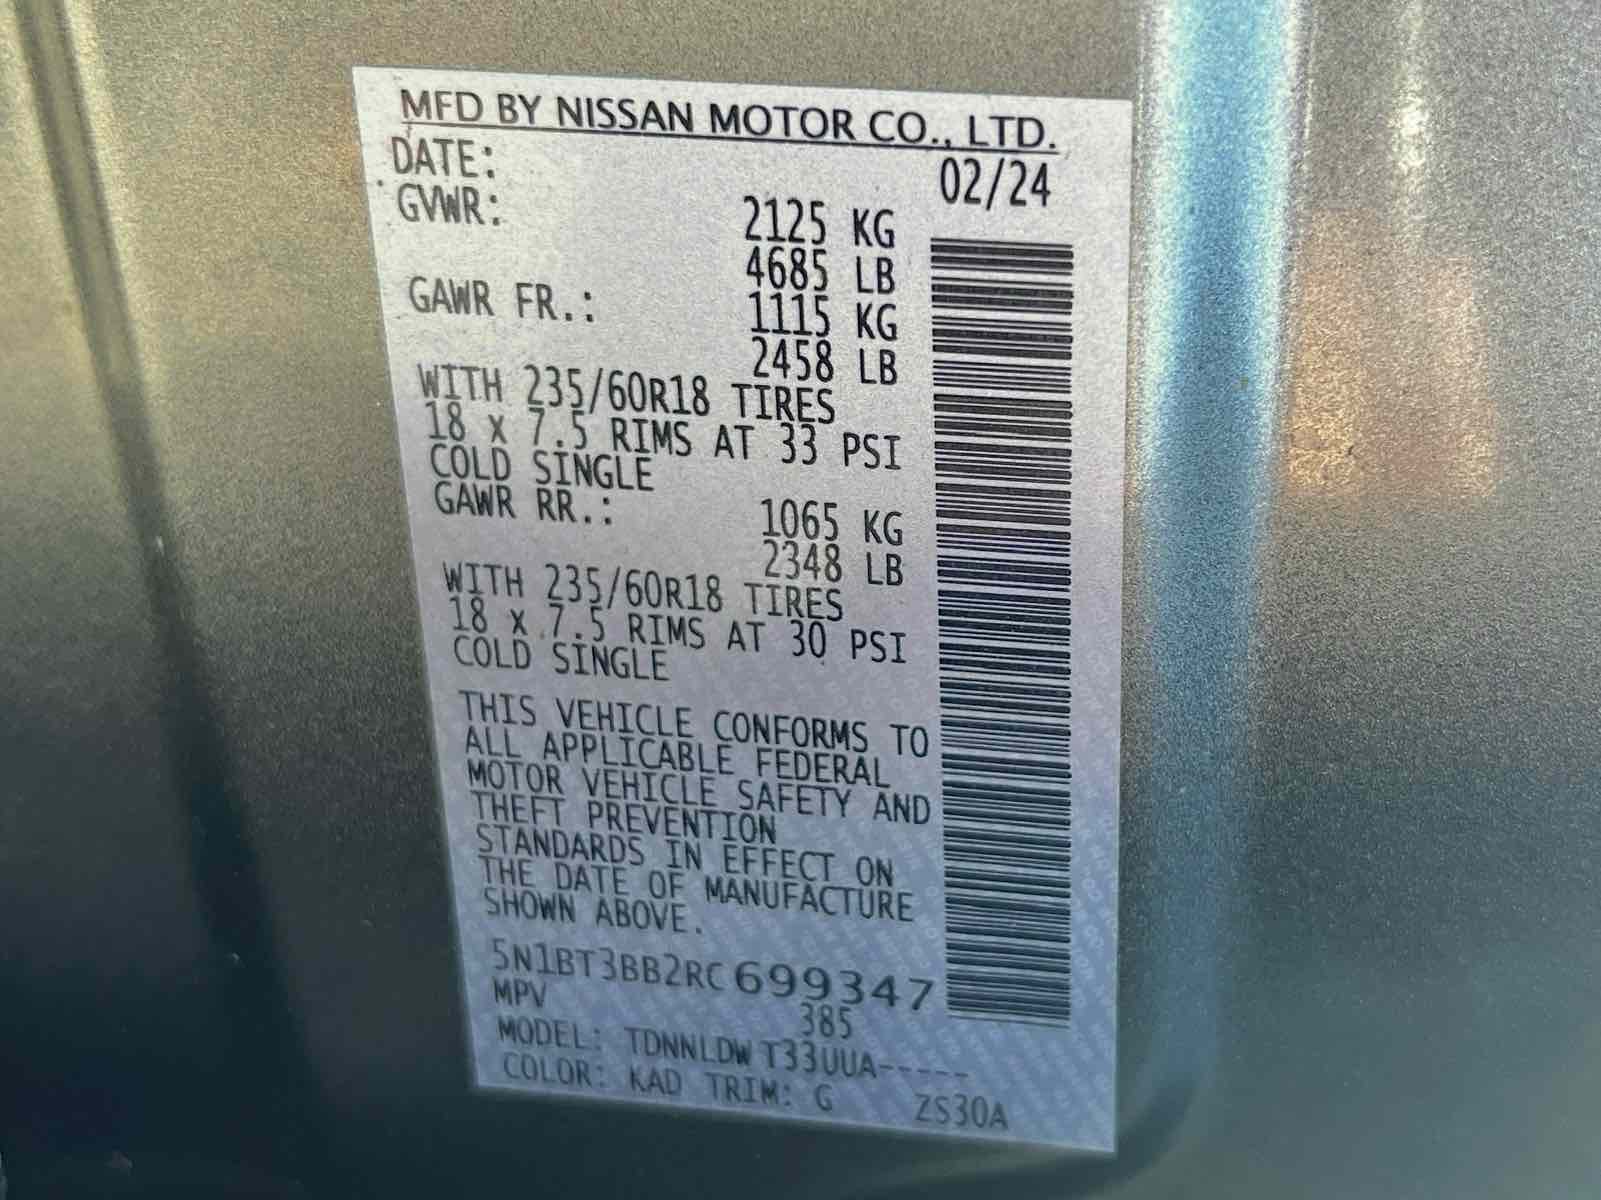 MFD BY NISSAN MOTOR CO., LTD.
DATE: 02/24
GVWR: 2125 KG
4685 LB
GAWR FR.: 1115 KG
2458 LB
WITH 235/60R18 TIRES
18 x 7.5 RIMS AT 33 PSI
COLD SINGLE
GAWR RR.: 1065 KG
2348 LB
WITH 235/60R18 TIRES
18 x 7.5 RIMS AT 30 PSI
COLD SINGLE
THIS VEHICLE CONFORMS TO
ALL APPLICABLE FEDERAL
MOTOR VEHICLE SAFETY AND
THEFT PREVENTION
STANDARDS IN EFFECT ON
THE DATE OF MANUFACTURE
SHOWN ABOVE.
5N1BT3BB2RC699347
MPV 385
MODEL: TDNNLDWT33UUA-----
COLOR: KAD TRIM: G ZS30A